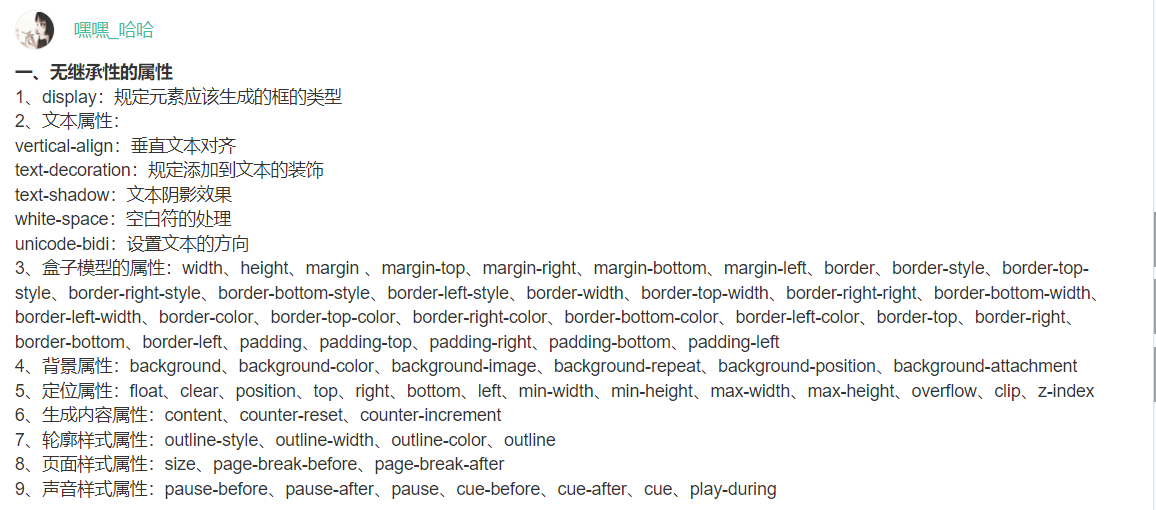 嘿嘿_哈哈
一、无继承性的属性
1、display：规定元素应该生成的框的类型
2、文本属性：
vertical-align：垂直文本对齐
text-decoration：规定添加到文本的装饰
text-shadow：文本阴影效果
white-space：空白符的处理
unicode-bidi：设置文本的方向
3、盒子模型的属性：width、height、margin 、margin-top、margin-right、margin-bottom、margin-left、border、border-style、border-top-
style、border-right-style、border-bottom-style、border-left-style、border-width、border-top-width、border-right-right、border-bottom-width、
border-left-width、border-color、border-top-color、border-right-color、border-bottom-color、border-left-color、border-top、border-right、
border-bottom、border-left、padding、padding-top、padding-right、padding-bottom、padding-left
4、背景属性：background、background-color、background-image、background-repeat、background-position、background-attachment
5、定位属性：float、clear、position、top、right、bottom、left、min-width、min-height、max-width、max-height、overflow、clip、z-index
6、生成内容属性：content、counter-reset、counter-increment
7、轮廓样式属性：outline-style、outline-width、outline-color、outline
8、页面样式属性：size、page-break-before、page-break-after
9、声音样式属性：pause-before、pause-after、pause、cue-before、cue-after、cue、play-during